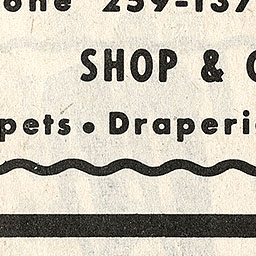 one 259-137
SHOP & C
pets • Draperi